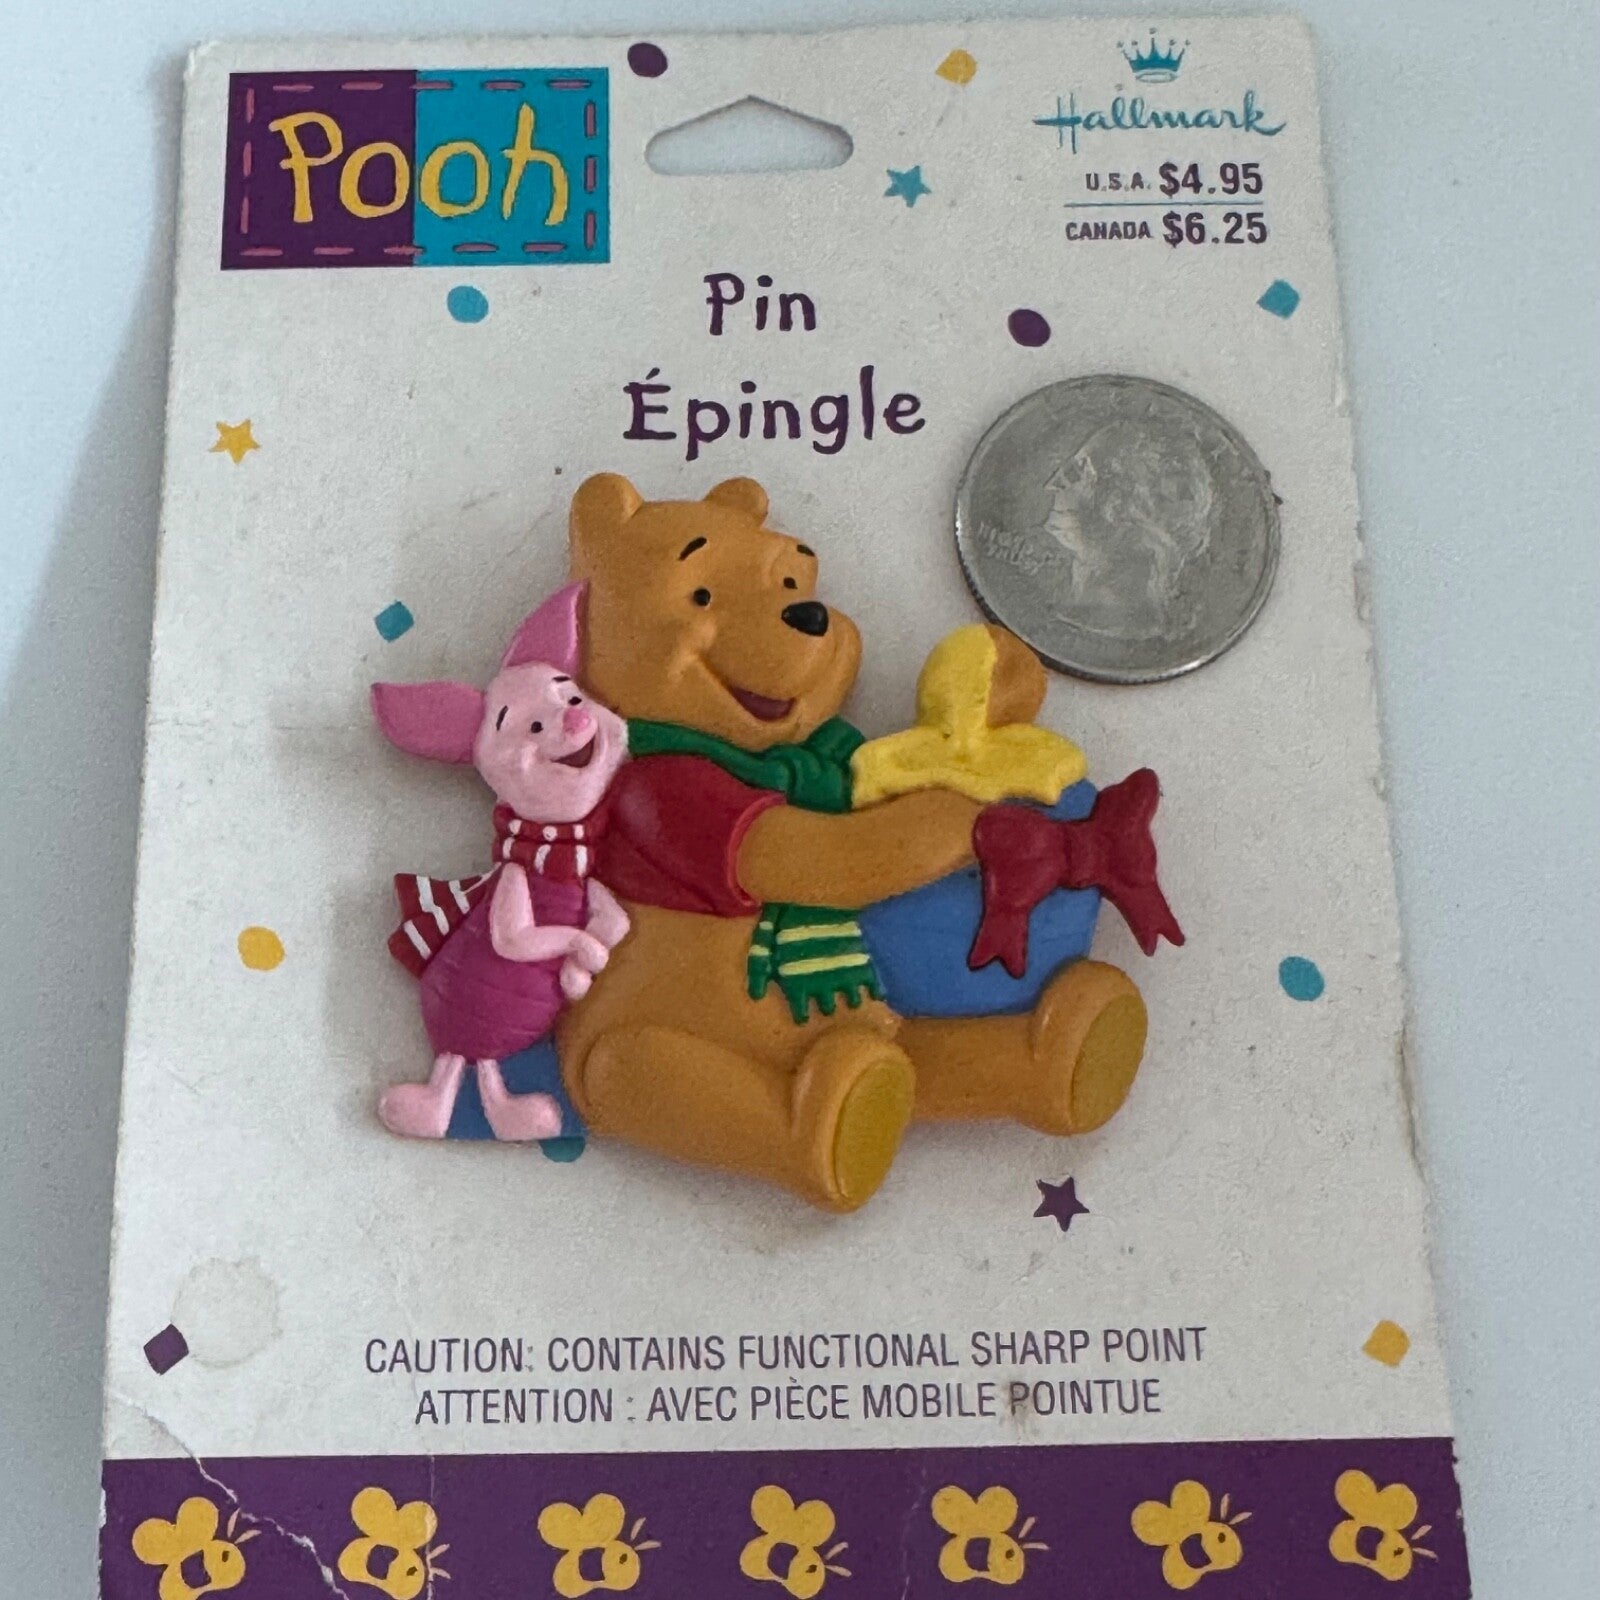 Pooh
Hallmark
U.S.A. $4.95
CANADA $6.25
Pin
Épingle
CAUTION: CONTAINS FUNCTIONAL SHARP POINT
ATTENTION : AVEC PIÈCE MOBILE POINTUE